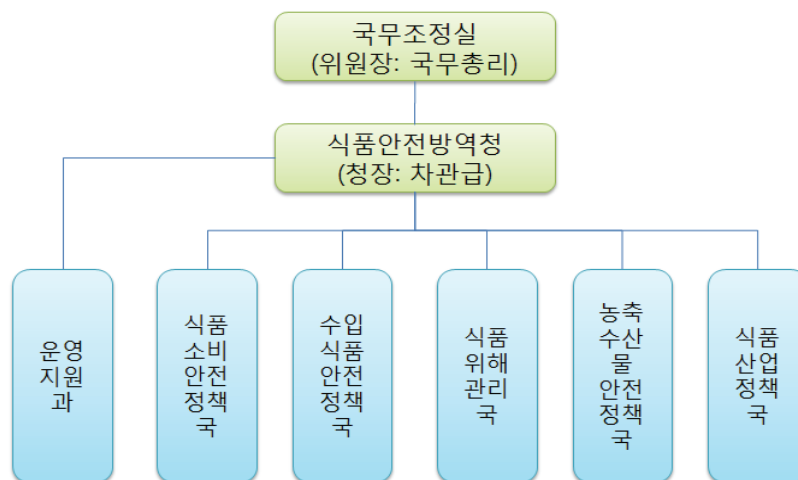 국무조정실
(위원장: 국무총리)
식품안전방역청
(청장: 차관급)
운영
지원
과
식품
소비
안전
정책
국
수입
식품
안전
정책
국
식품
위해
관리
국
농축
수산
물
안전
정책
국
식품
산업
정책
국